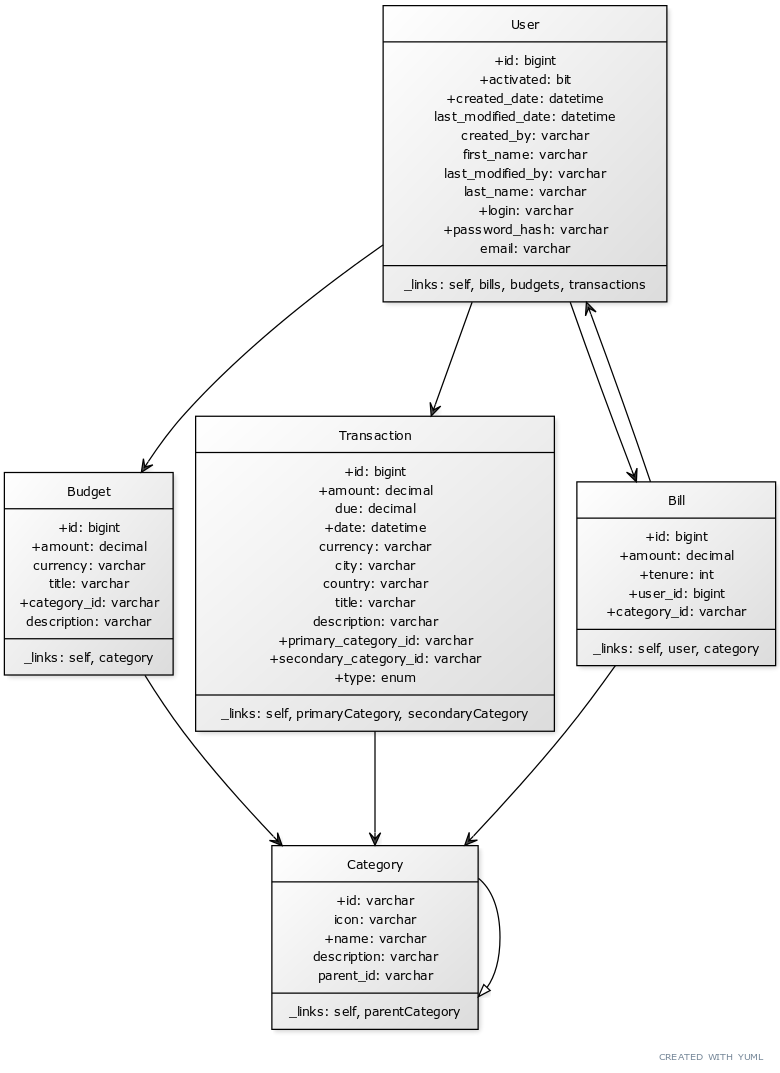 User
+id: bigint
+activated: bit
+created_date: datetime
last_modified_date: datetime
created_by: varchar
first_name: varchar
last_modified_by: varchar
last_name: varchar
+login: varchar
+password_hash: varchar
email: varchar
_links: self, bills, budgets, transactions
Budget
+id: bigint
+amount: decimal
currency: varchar
title: varchar
+category_id: varchar
description: varchar
_links: self, category
Transaction
+id: bigint
+amount: decimal
due: decimal
+date: datetime
currency: varchar
city: varchar
country: varchar
title: varchar
description: varchar
+primary_category_id: varchar
+secondary_category_id: varchar
+type: enum
_links: self, primaryCategory, secondaryCategory
Bill
+id: bigint
+amount: decimal
+tenure: int
+user_id: bigint
+category_id: varchar
_links: self, user, category
Category
+id: varchar
icon: varchar
+name: varchar
description: varchar
parent_id: varchar
_links: self, parentCategory
CREATED WITH YUML